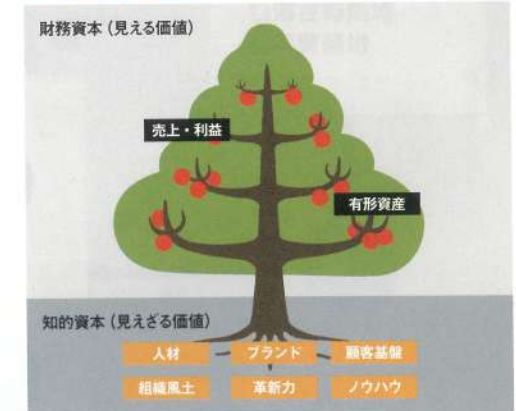 財務資本（見える価値）
売上・利益
有形資産
知的資本（見えざる価値）
人材
ブランド
顧客基盤
組織風土
革新力
ノウハウ